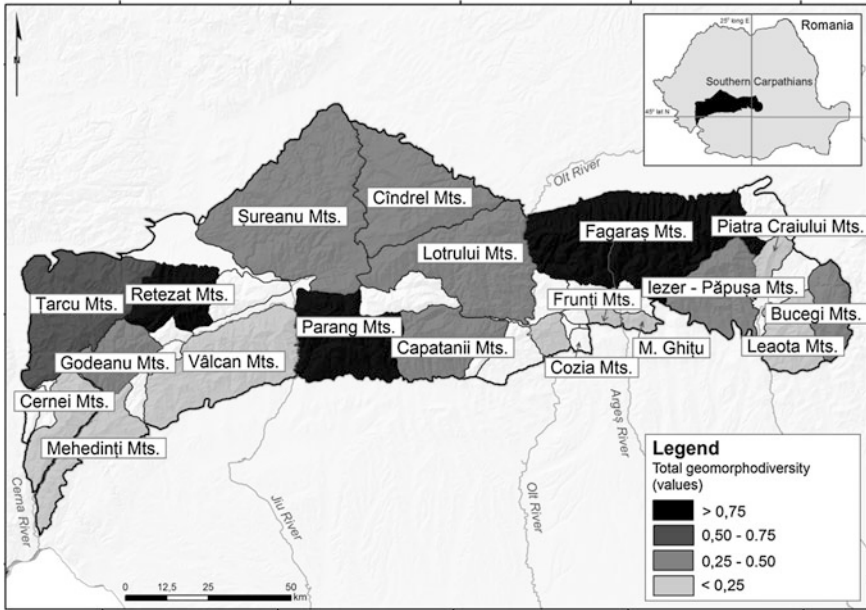 N
25° long E
Romania
Southern Carpathians
45° lat N
Olt River
Cîndrel Mts.
Șureanu Mts.
Fagaraș Mts.
Piatra Craiului Mts.
Lotrului Mts.
Tarcu Mts.
Retezat Mts.
Iezer - Păpușa Mts.
Frunți Mts.
Bucegi Mts.
Parang Mts.
Godeanu Mts.
Vâlcan Mts.
Capatanii Mts.
M. Ghițu
Leaota Mts.
Cozia Mts.
Cernei Mts.
Mehedinți Mts.
Argeș River
Cerna River
Jiu River
Olt River
Legend
Total geomorphodiversity
(values)
> 0,75
0,50 - 0.75
0,25 - 0.50
< 0,25
0 12,5 25 50
km